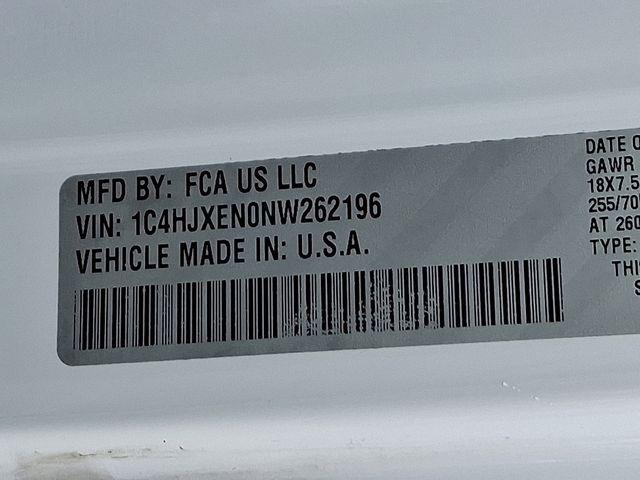 MFD BY: FCA US LLC
VIN: 1C4HJXEN0NW262196
VEHICLE MADE IN: U.S.A.
DATE O
GAWR
18X7.5
255/70
AT 260
TYPE:
THI
S